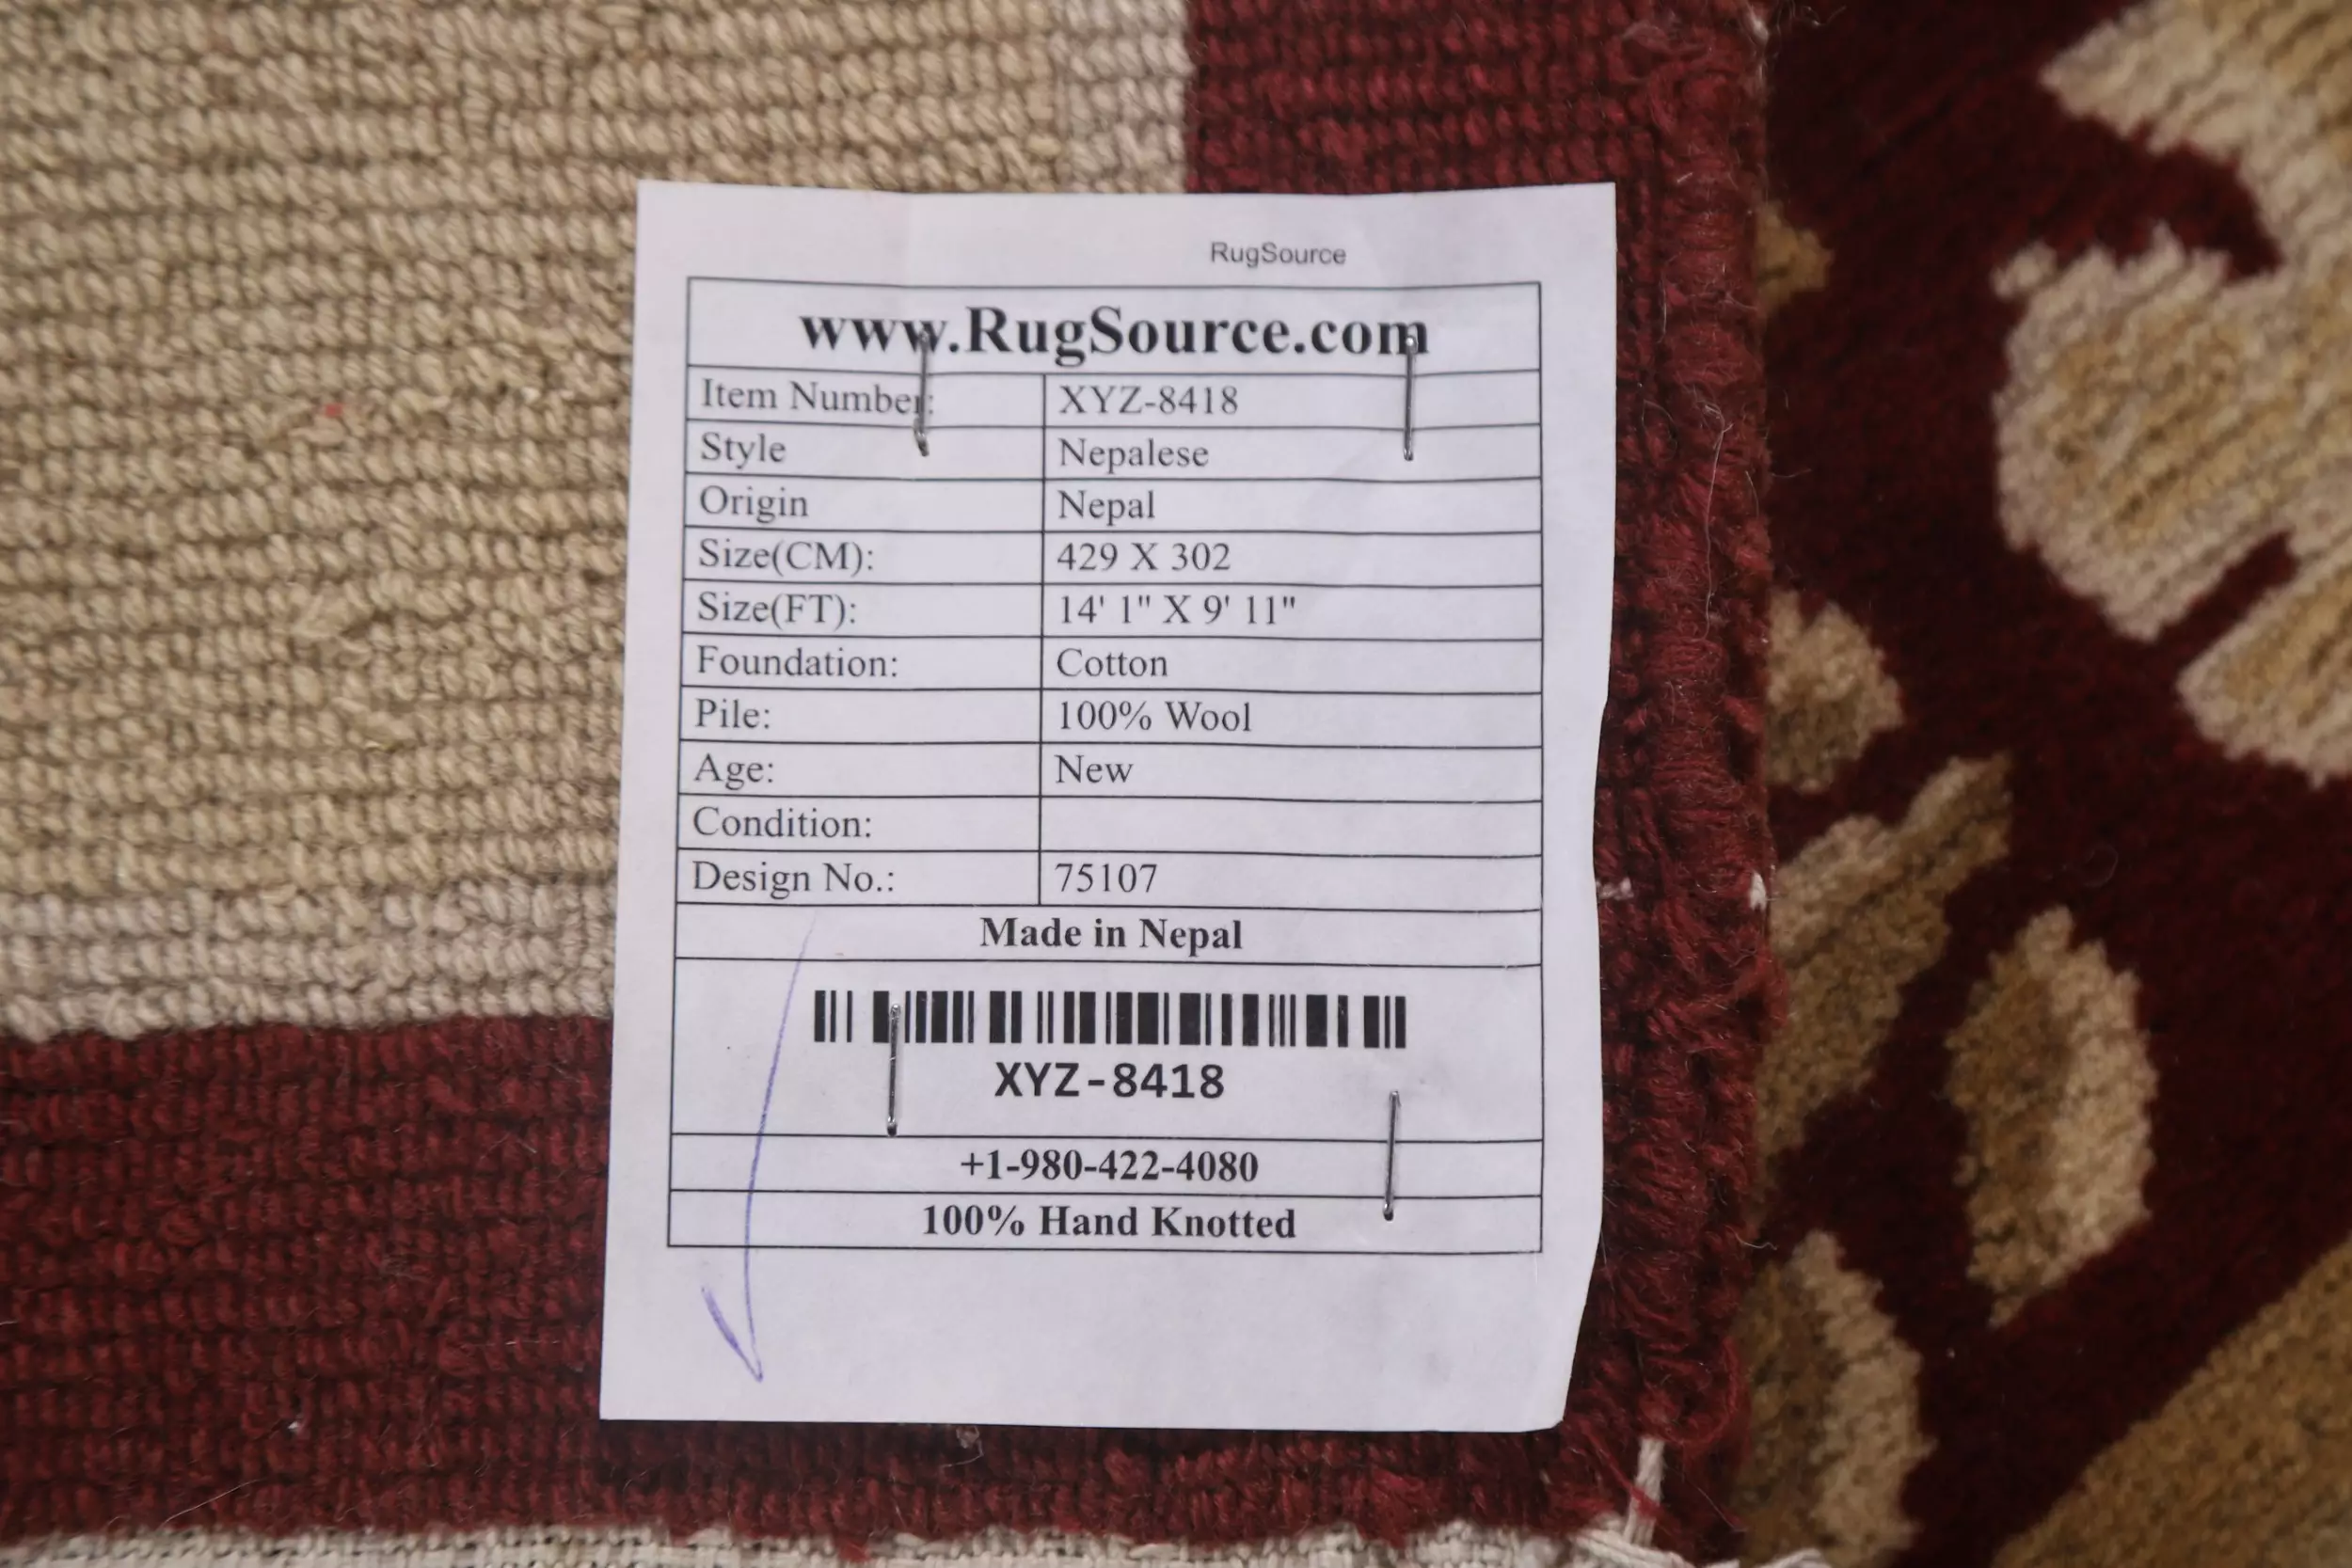 RugSource
www.RugSource.com
Item Number: XYZ-8418
Style Nepalese
Origin Nepal
Size(CM): 429 X 302
Size(FT): 14' 1" X 9' 11"
Foundation: Cotton
Pile: 100% Wool
Age: New
Condition:
Design No.: 75107
Made in Nepal
XYZ-8418
+1-980-422-4080
100% Hand Knotted